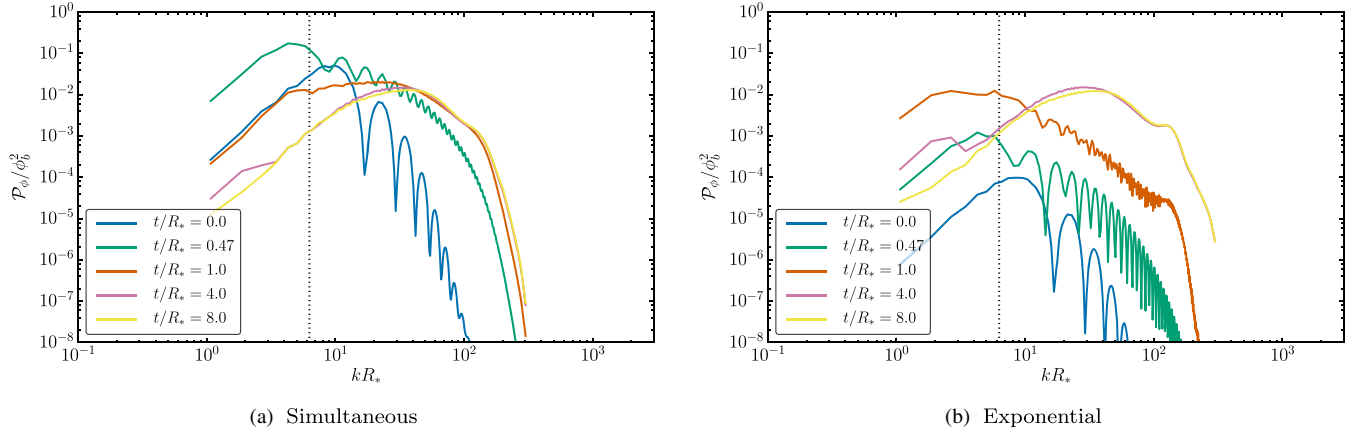 10^0
10^{-1}
10^{-2}
10^{-3}
10^{-4}
10^{-5}
10^{-6}
10^{-7}
10^{-8}
P_ϕ/ϕ_b^2
t/R_* = 0.0
t/R_* = 0.47
t/R_* = 1.0
t/R_* = 4.0
t/R_* = 8.0
10^{-1} 10^0 10^1 10^2 10^3
kR_*
(a) Simultaneous
10^0
10^{-1}
10^{-2}
10^{-3}
10^{-4}
10^{-5}
10^{-6}
10^{-7}
10^{-8}
P_ϕ/ϕ_b^2
t/R_* = 0.0
t/R_* = 0.47
t/R_* = 1.0
t/R_* = 4.0
t/R_* = 8.0
10^{-1} 10^0 10^1 10^2 10^3
kR_*
(b) Exponential